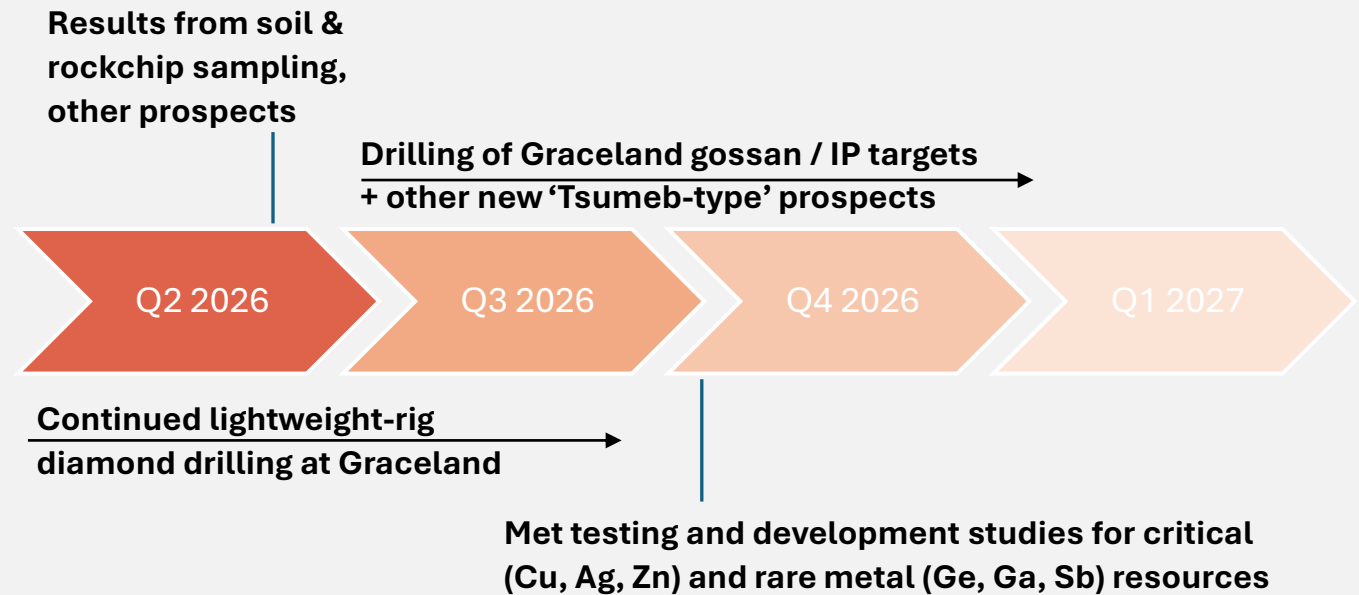 Results from soil &
rockchip sampling,
other prospects
Drilling of Graceland gossan / IP targets
+ other new ‘Tsumeb-type’ prospects
Q2 2026
Q3 2026
Q4 2026
Q1 2027
Continued lightweight-rig
diamond drilling at Graceland
Met testing and development studies for critical
(Cu, Ag, Zn) and rare metal (Ge, Ga, Sb) resources